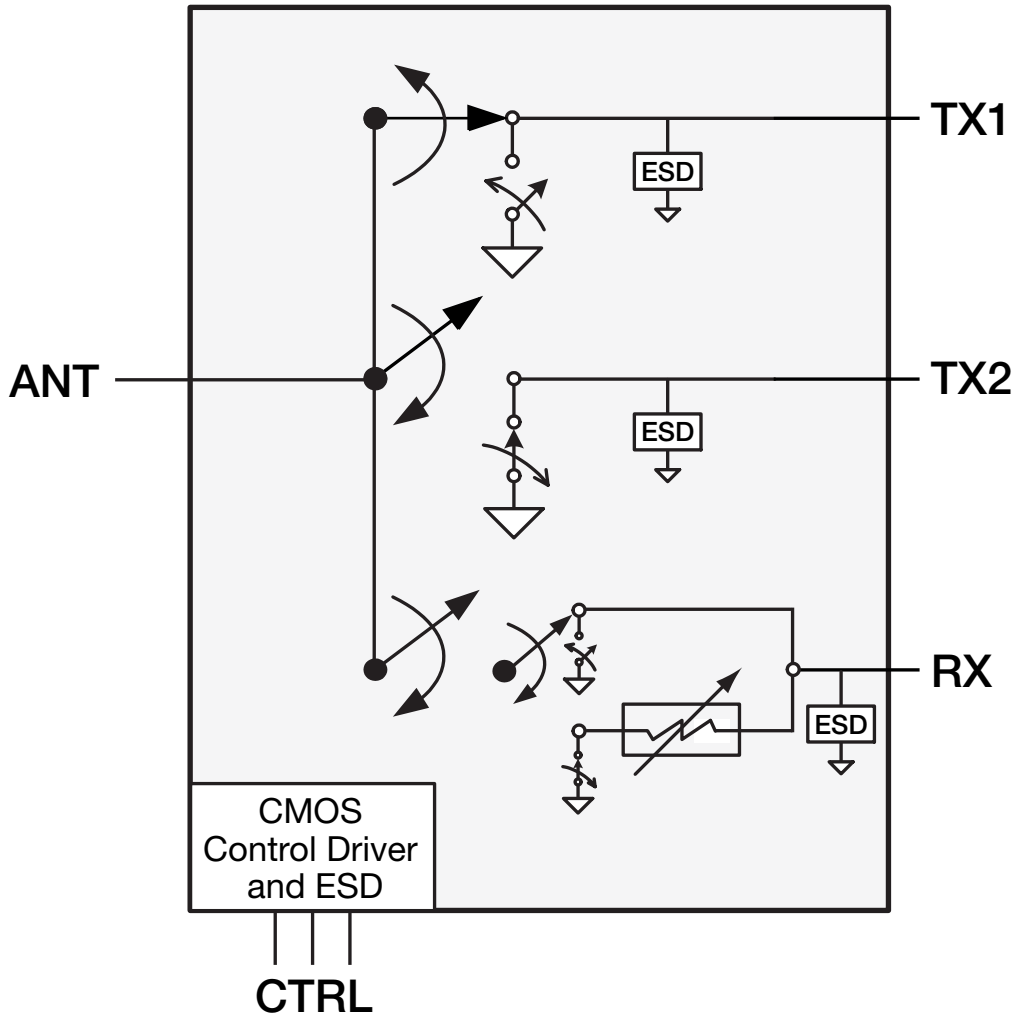 TX1
ESD
ANT
TX2
ESD
RX
ESD
CMOS
Control Driver
and ESD
CTRL